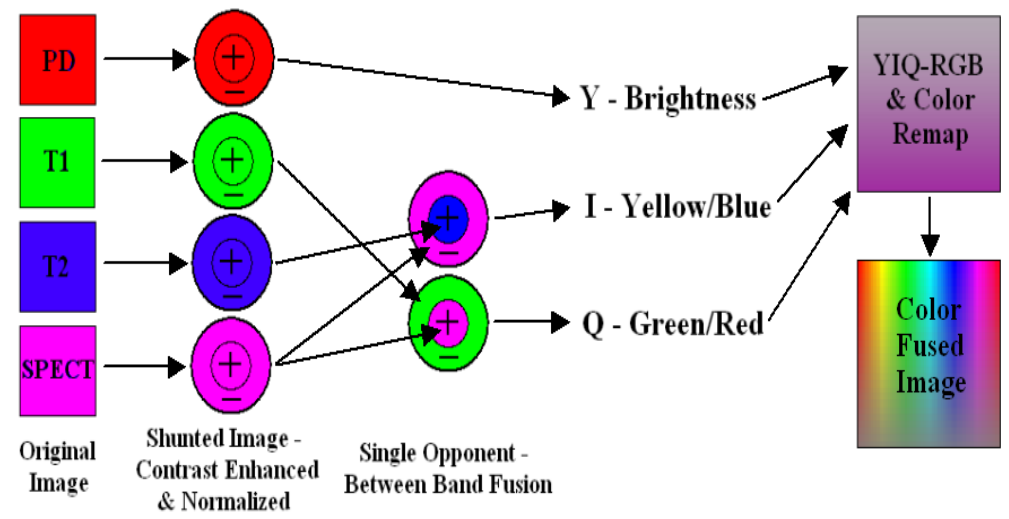 PD
+
−
T1
+
−
T2
+
−
SPECT
+
−
+
−
+
−
Y - Brightness
I - Yellow/Blue
Q - Green/Red
YIQ-RGB
& Color
Remap
Color
Fused
Image
Original
Image
Shunted Image -
Contrast Enhanced
& Normalized
Single Opponent -
Between Band Fusion